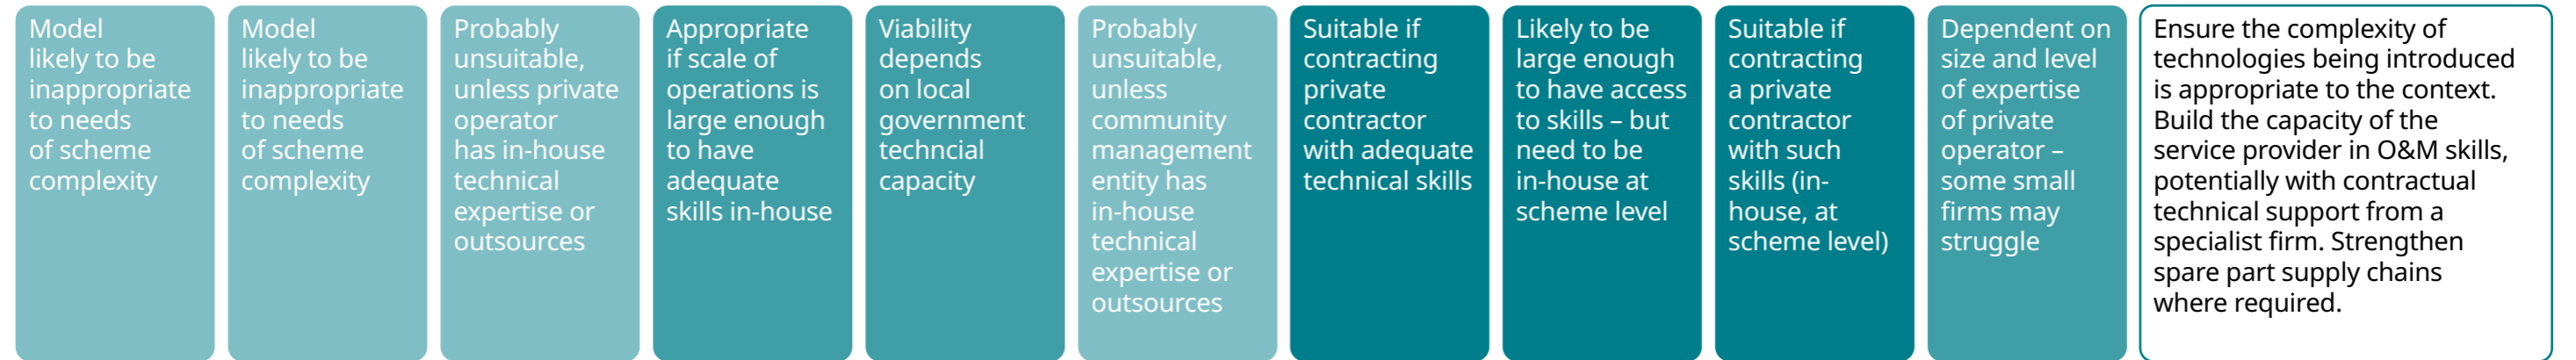 Model
likely to be
inappropriate
to needs
of scheme
complexity
Model
likely to be
inappropriate
to needs
of scheme
complexity
Probably
unsuitable,
unless private
operator
has in-house
technical
expertise or
outsources
Appropriate
if scale of
operations is
large enough
to have
adequate
skills in-house
Viability
depends
on local
government
techncial
capacity
Probably
unsuitable,
unless
community
management
entity has
in-house
technical
expertise or
outsources
Suitable if
contracting
private
contractor
with adequate
technical skills
Likely to be
large enough
to have access
to skills – but
need to be
in-house at
scheme level
Suitable if
contracting
a private
contractor
with such
skills (in-
house, at
scheme level)
Dependent on
size and level
of expertise
of private
operator –
some small
firms may
struggle
Ensure the complexity of
technologies being introduced
is appropriate to the context.
Build the capacity of the
service provider in O&M skills,
potentially with contractual
technical support from a
specialist firm. Strengthen
spare part supply chains
where required.